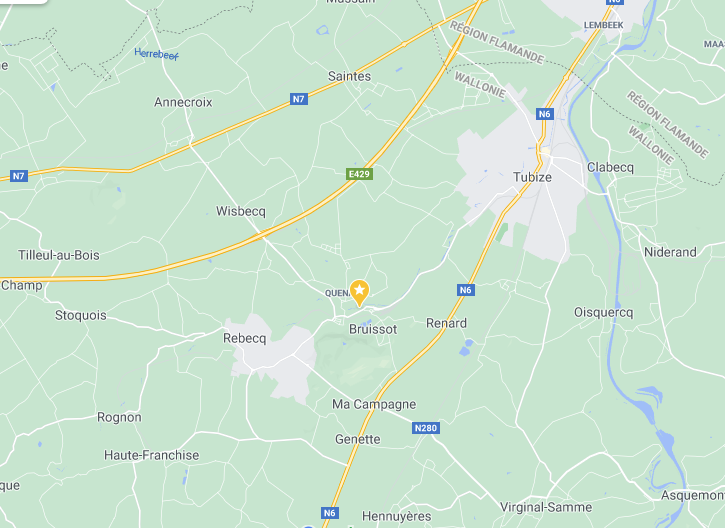 N6
LEMBEEK
RÉGION FLAMANDE
WALLONIE
Herrebeef
Saintes
MAA
Annecroix
N7
N6
RÉGION FLAMANDE
WALLONIE
N7
E429
Tubize
Clabecq
Wisbecq
Tilleul-au-Bois
Niderand
Champ
QUEN
N6
Stoquois
Oisquercq
Bruissot
Renard
Rebecq
Ma Campagne
Rognon
N280
Genette
Haute-Franchise
que
Asquemon
N6
Hennuyères
Virginal-Samme